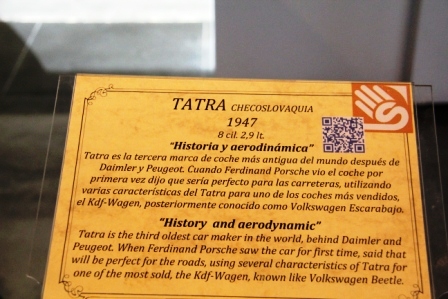 TATRA CHECOSLOVAQUIA
1947
8 cil. 2,9 lt.
"Historia y aerodinámica"
Tatra es la tercera marca de coche más antigua del mundo después de
Daimler y Peugeot. Cuando Ferdinand Porsche vio el coche por
primera vez dijo que sería perfecto para las carreteras, utilizando
varias características del Tatra para uno de los coches más vendidos,
el Kdf-Wagen, posteriormente conocido como Volkswagen Escarabajo.
"History and aerodynamic"
Tatra is the third oldest car maker in the world, behind Daimler and
Peugeot. When Ferdinand Porsche saw the car for first time, said that
will be perfect for the roads, using several characteristics of Tatra for
one of the most sold, the Kdf-Wagen, known like Volkswagen Beetle.